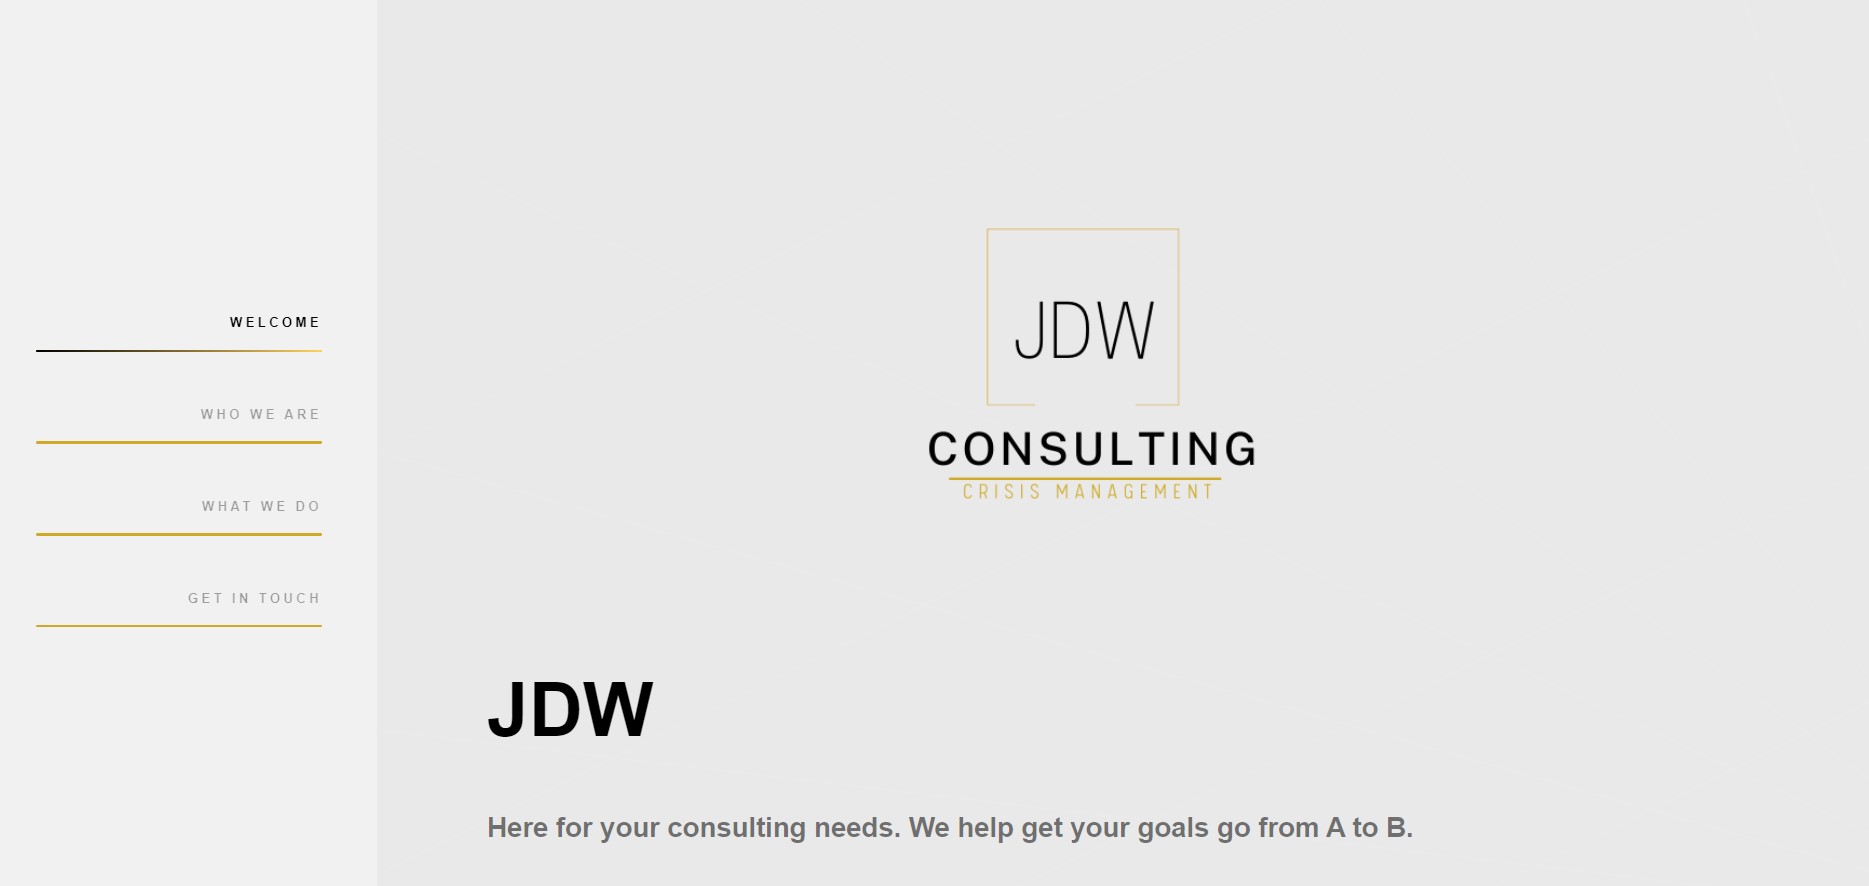 WELCOME
WHO WE ARE
WHAT WE DO
GET IN TOUCH
JDW
CONSULTING
CRISIS MANAGEMENT
JDW
Here for your consulting needs. We help get your goals go from A to B.